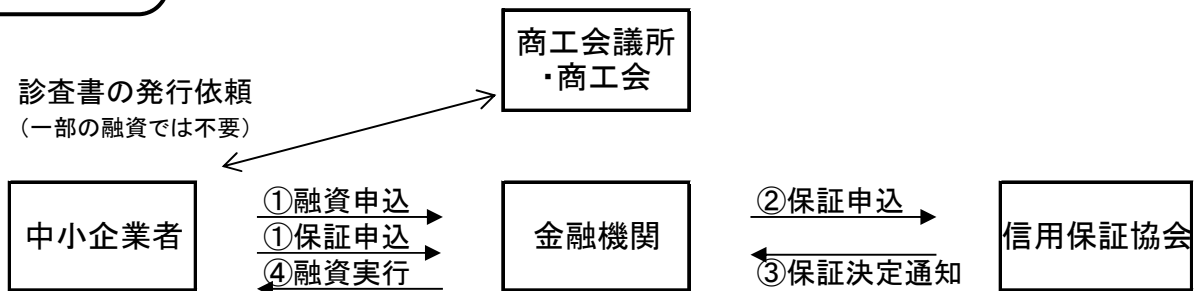 商工会議所
・商工会
診査書の発行依頼
（一部の融資では不要）
中小企業者
①融資申込
①保証申込
④融資実行
金融機関
②保証申込
③保証決定通知
信用保証協会